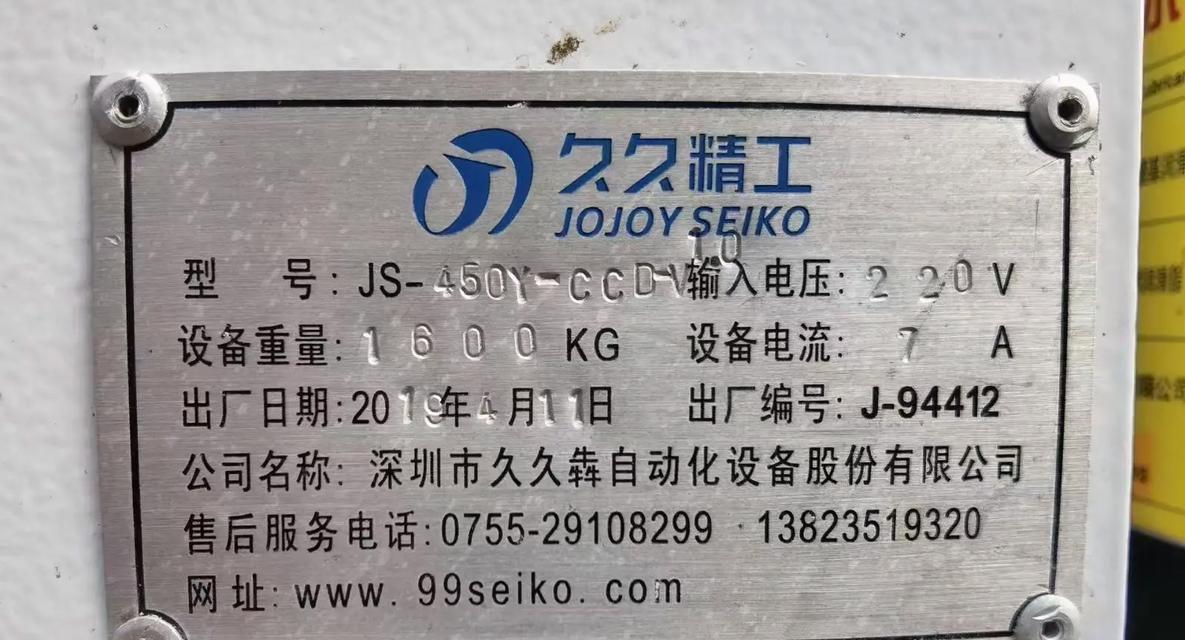 久久精工
JOJOY SEIKO
型 号: JS-450Y-CCD-V10 输入电压: 220 V
设备重量: 1600 KG 设备电流: 7 A
出厂日期:2019年4月11日 出厂编号: J-94412
公司名称: 深圳市久久犇自动化设备股份有限公司
售后服务电话:0755-29108299 13823519320
网址: www.99seiko.com